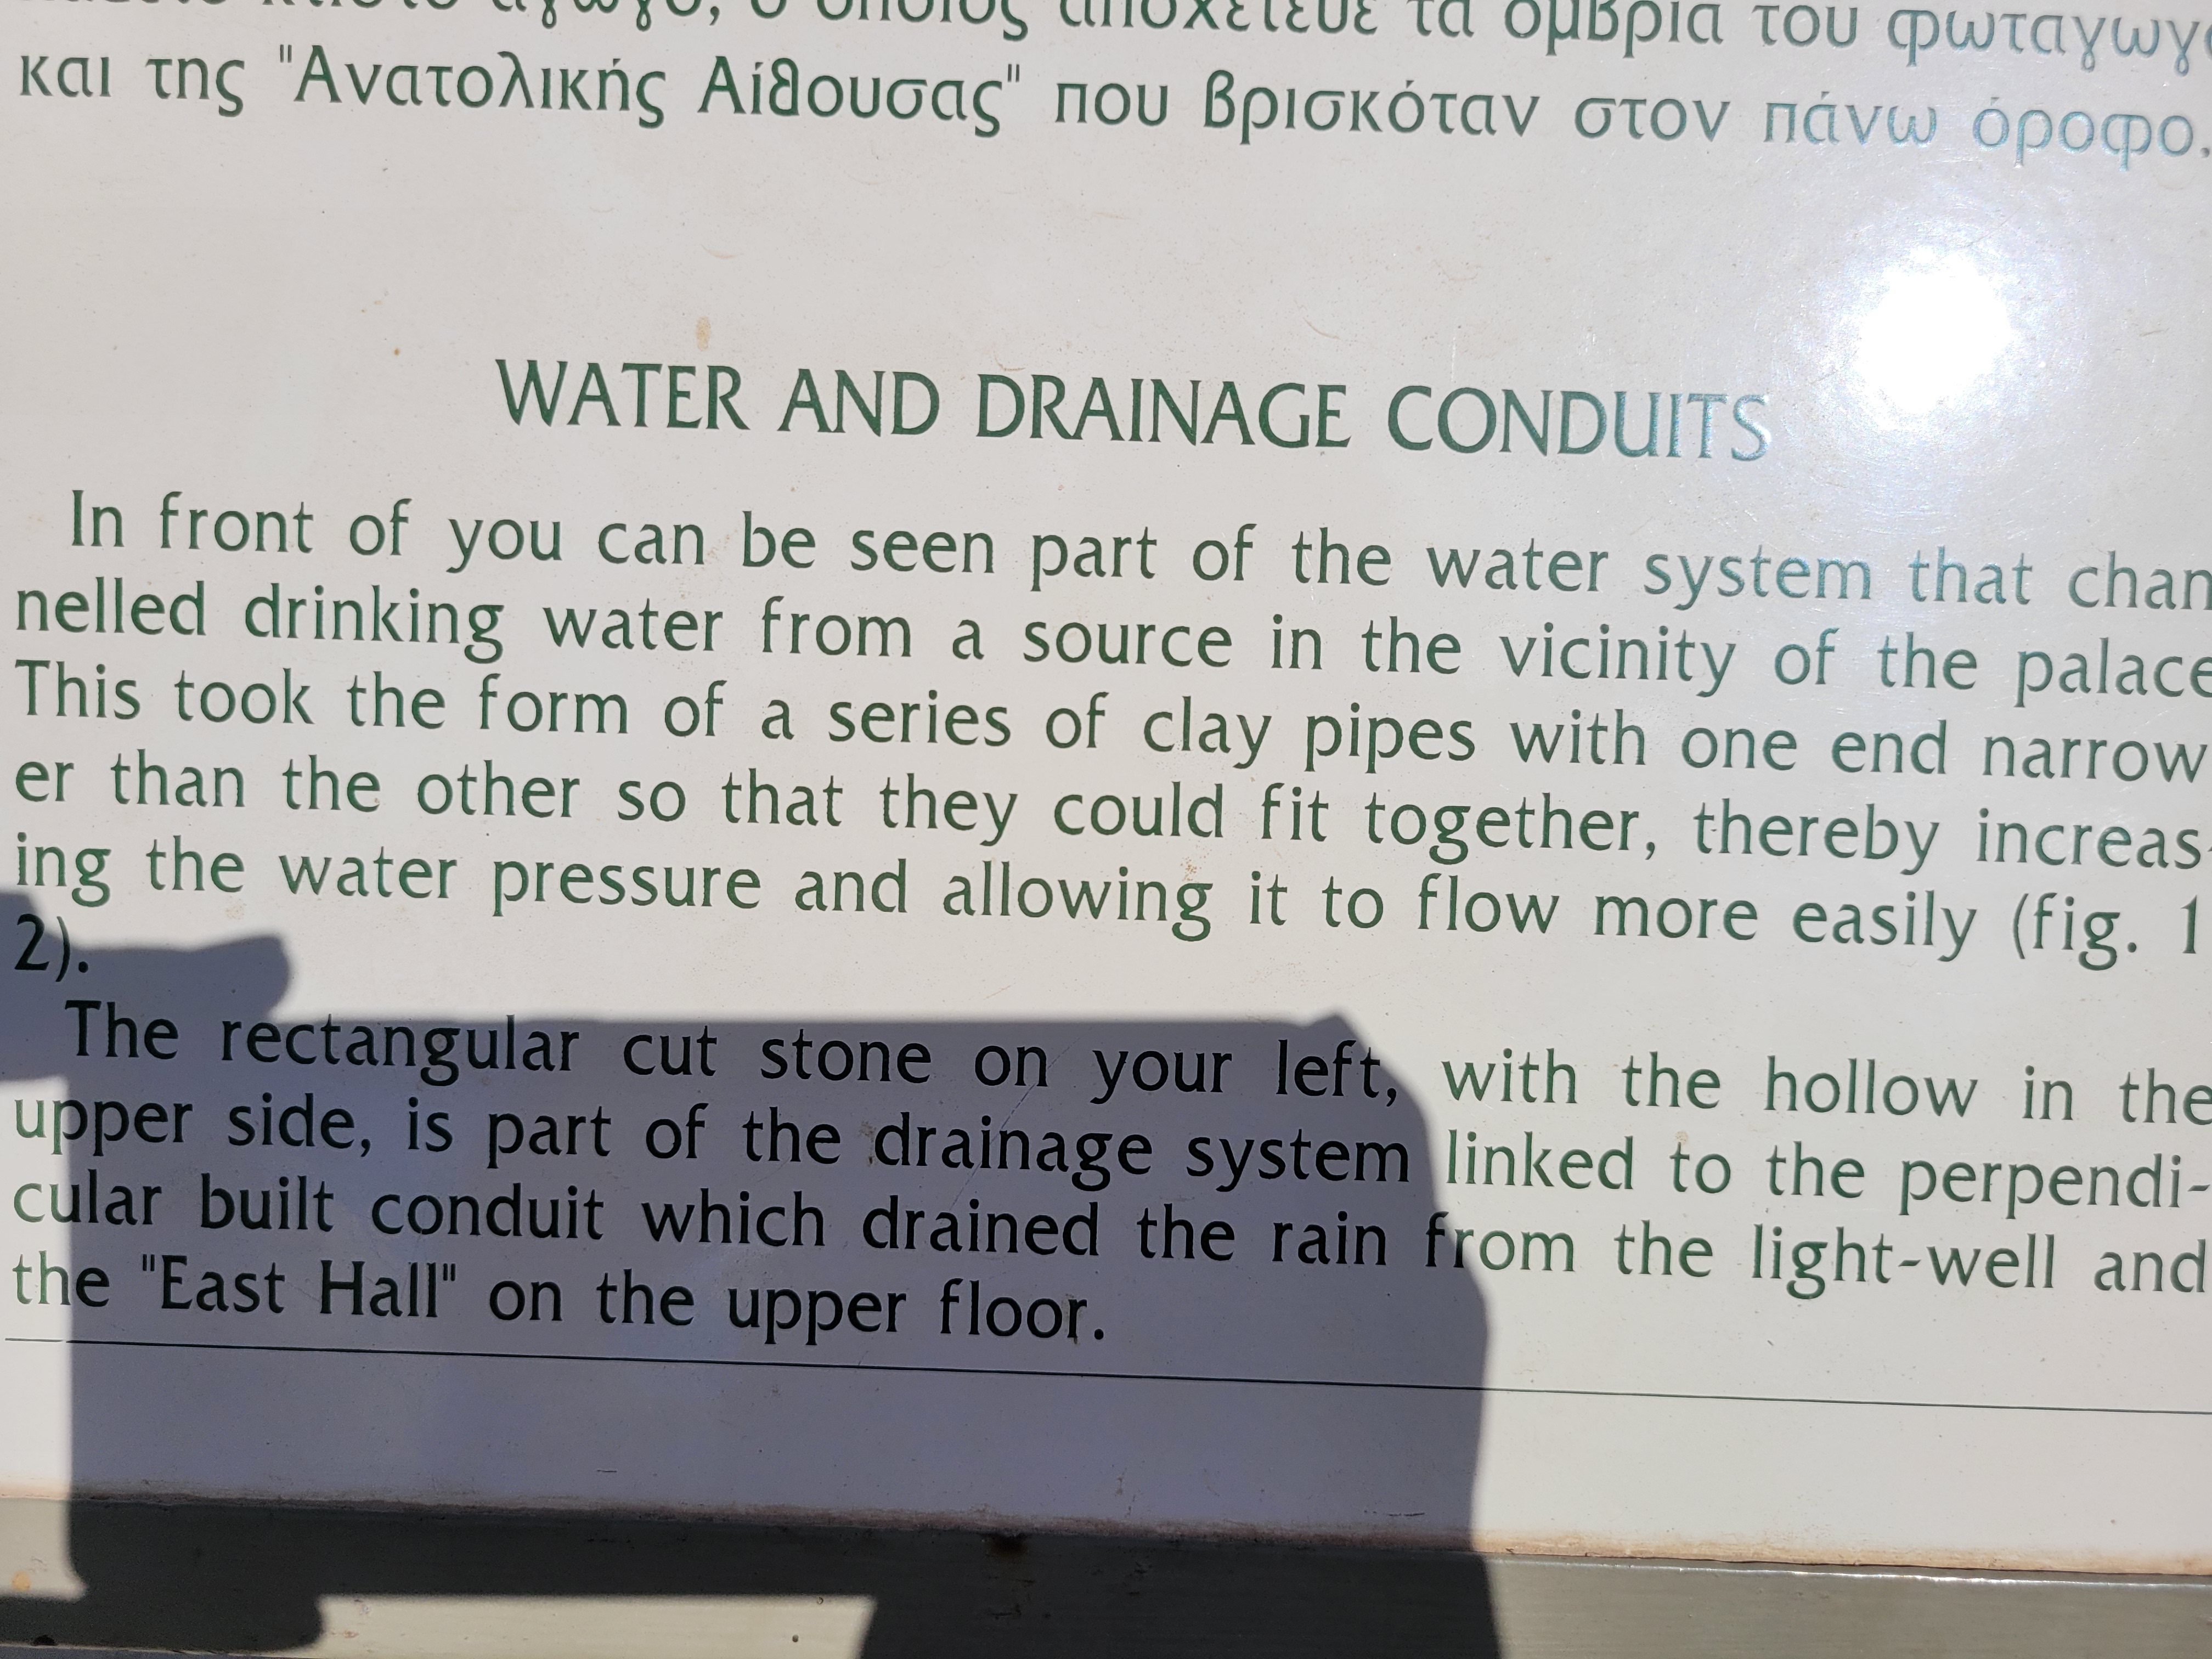 αγωγό, ο οποίος αποχέτευε τα όμβρια του
και της "Ανατολικής Αίθουσας" που βρισκόταν στον πάνω όροφο.
WATER AND DRAINAGE CONDUITS
In front of you can be seen part of the water system that chan
nelled drinking water from a source in the vicinity of the palace
This took the form of a series of clay pipes with one end narrow
er than the other so that they could fit together, thereby increas-
ing the water pressure and allowing it to flow more easily (fig. 1
2).
The rectangular cut stone on your left, with the hollow in the
upper side, is part of the drainage system linked to the perpendi-
cular built conduit which drained the rain from the light-well and
the "East Hall" on the upper floor.